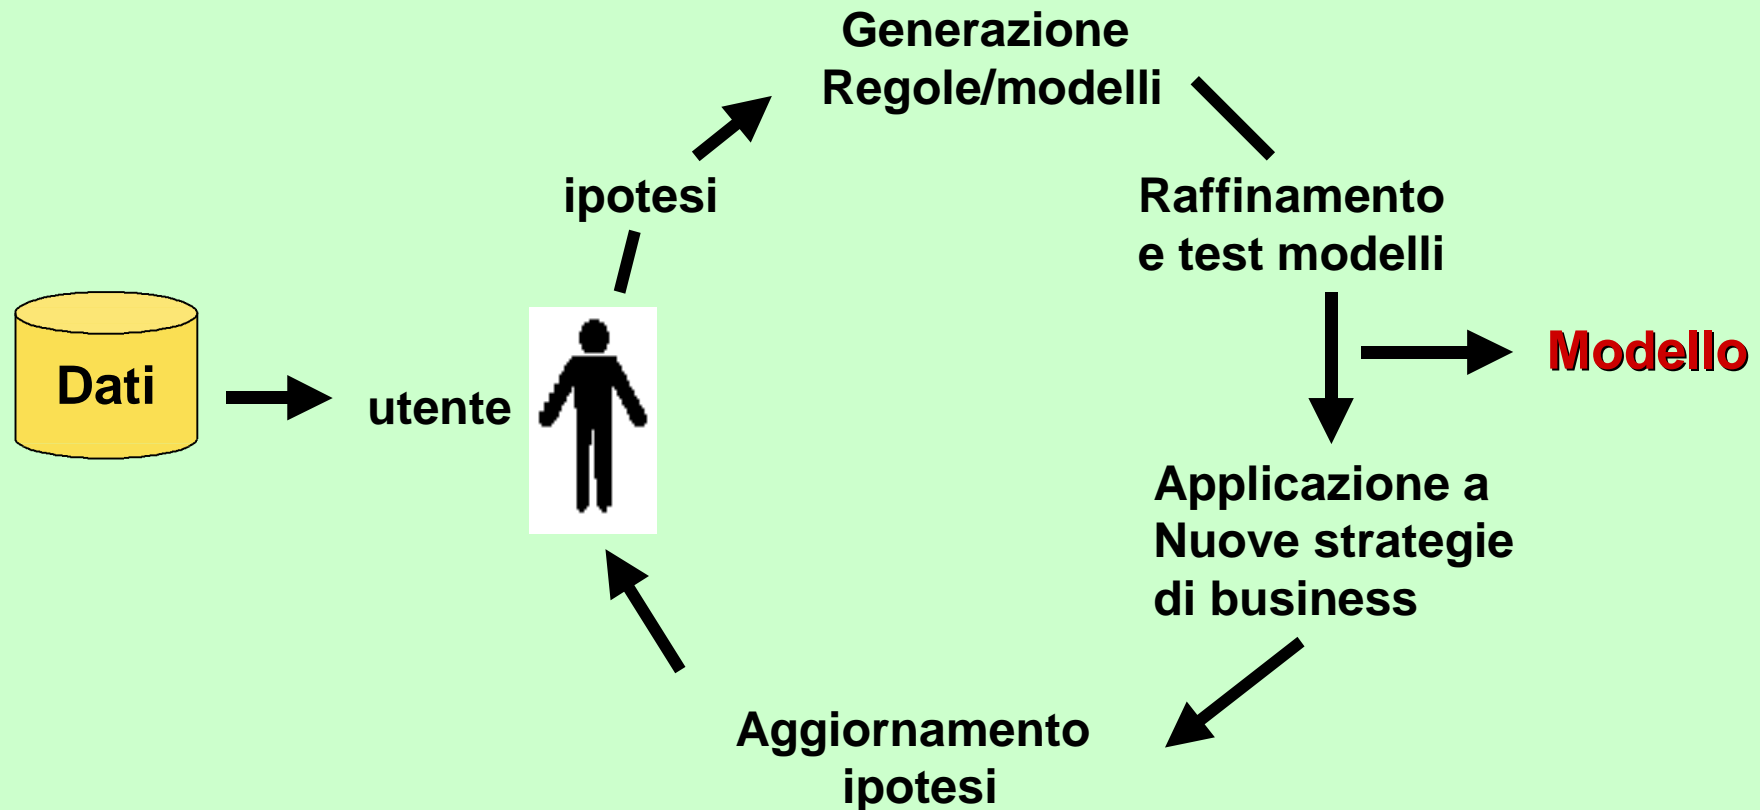 Generazione
Regole/modelli
ipotesi
Raffinamento
e test modelli
Dati
utente
Modello
Applicazione a
Nuove strategie
di business
Aggiornamento
ipotesi